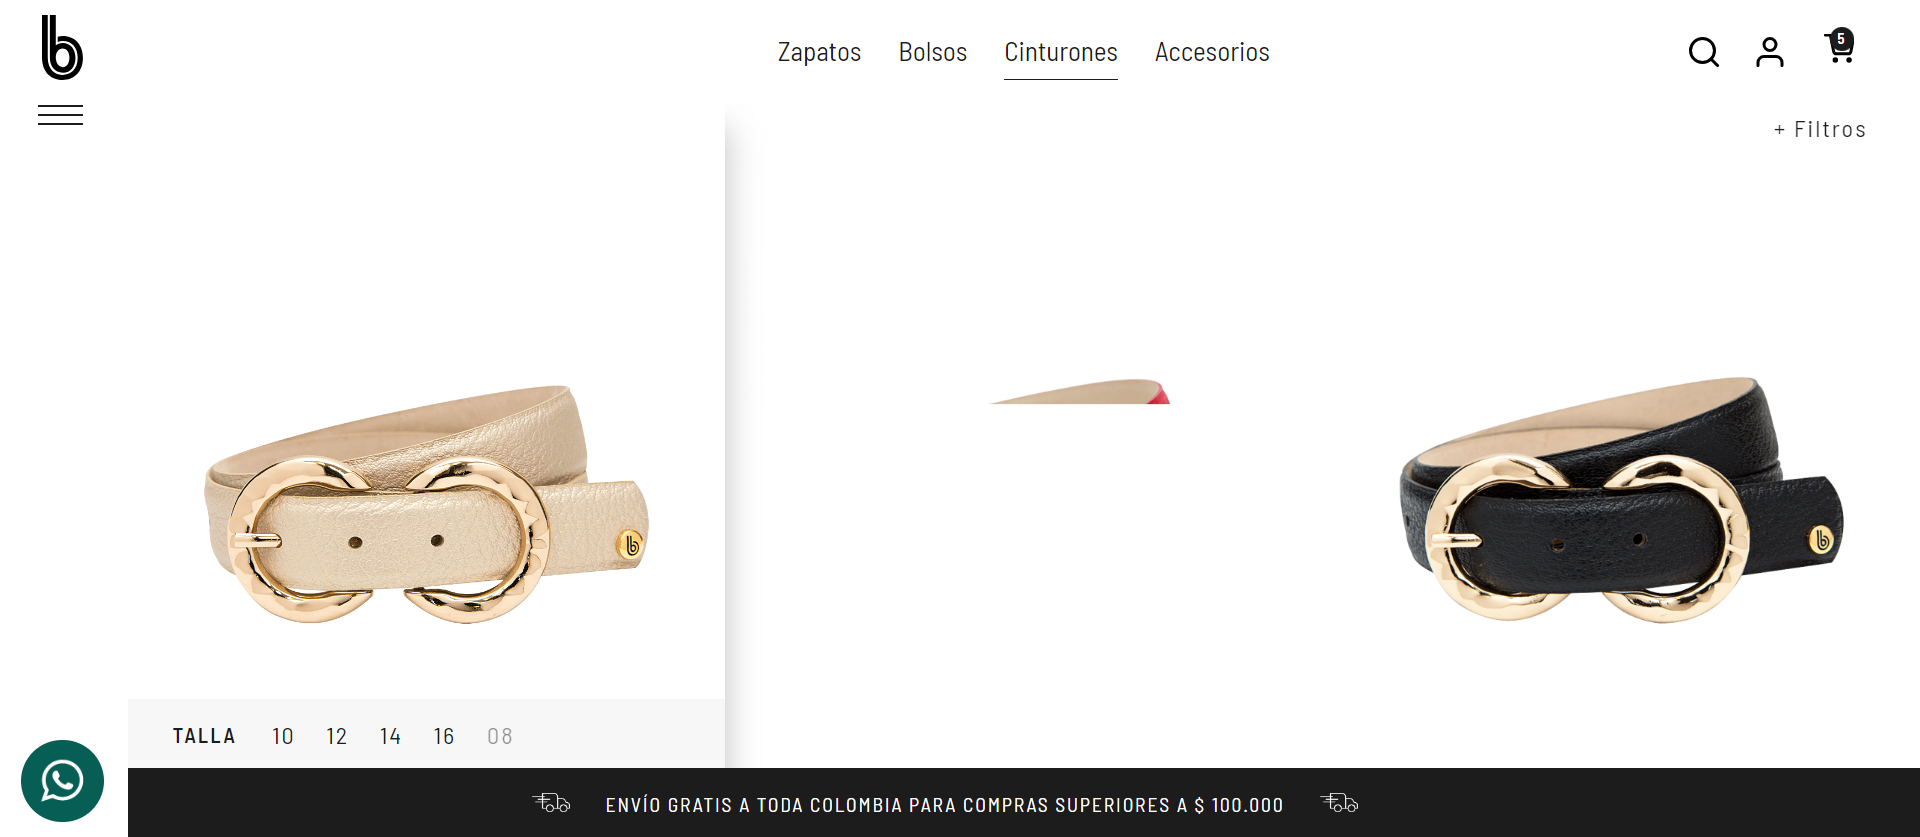 b
Zapatos Bolsos Cinturones Accesorios
5
+ Filtros
b
b
TALLA 10 12 14 16 08
ENVÍO GRATIS A TODA COLOMBIA PARA COMPRAS SUPERIORES A $ 100.000